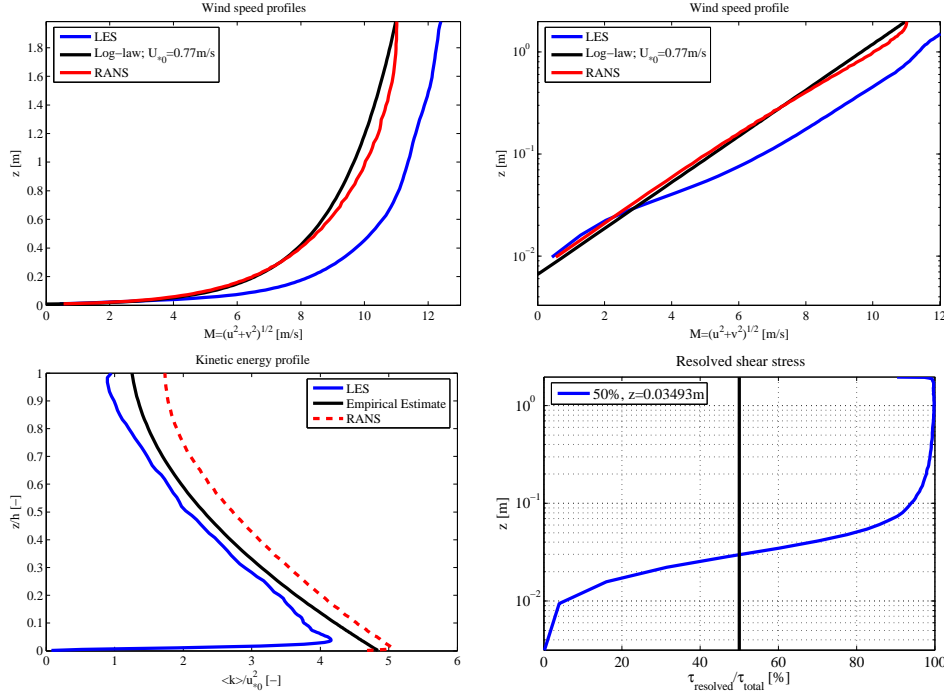 Wind speed profiles
LES
Log−law; U*0=0.77m/s
RANS
z [m]
0 0.2 0.4 0.6 0.8 1 1.2 1.4 1.6 1.8
0 2 4 6 8 10 12
M=(u²+v²)^1/2 [m/s]
Wind speed profile
LES
Log−law; U*0=0.77m/s
RANS
z [m]
10⁰
10⁻¹
10⁻²
0 2 4 6 8 10 12
M=(u²+v²)^1/2 [m/s]
Kinetic energy profile
LES
Empirical Estimate
RANS
z/h [−]
0 0.1 0.2 0.3 0.4 0.5 0.6 0.7 0.8 0.9 1
0 1 2 3 4 5 6
<k>/u²*0 [−]
Resolved shear stress
50%, z=0.03493m
z [m]
10⁰
10⁻¹
10⁻²
0 20 40 60 80 100
τresolved/τtotal [%]